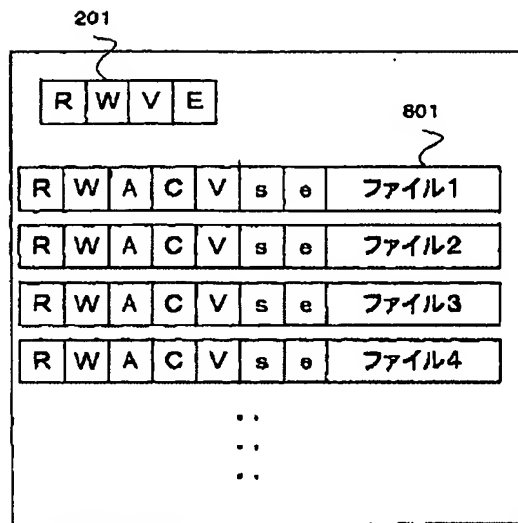 201
R W V E
801
R W A C V s e ファイル1
R W A C V s e ファイル2
R W A C V s e ファイル3
R W A C V s e ファイル4